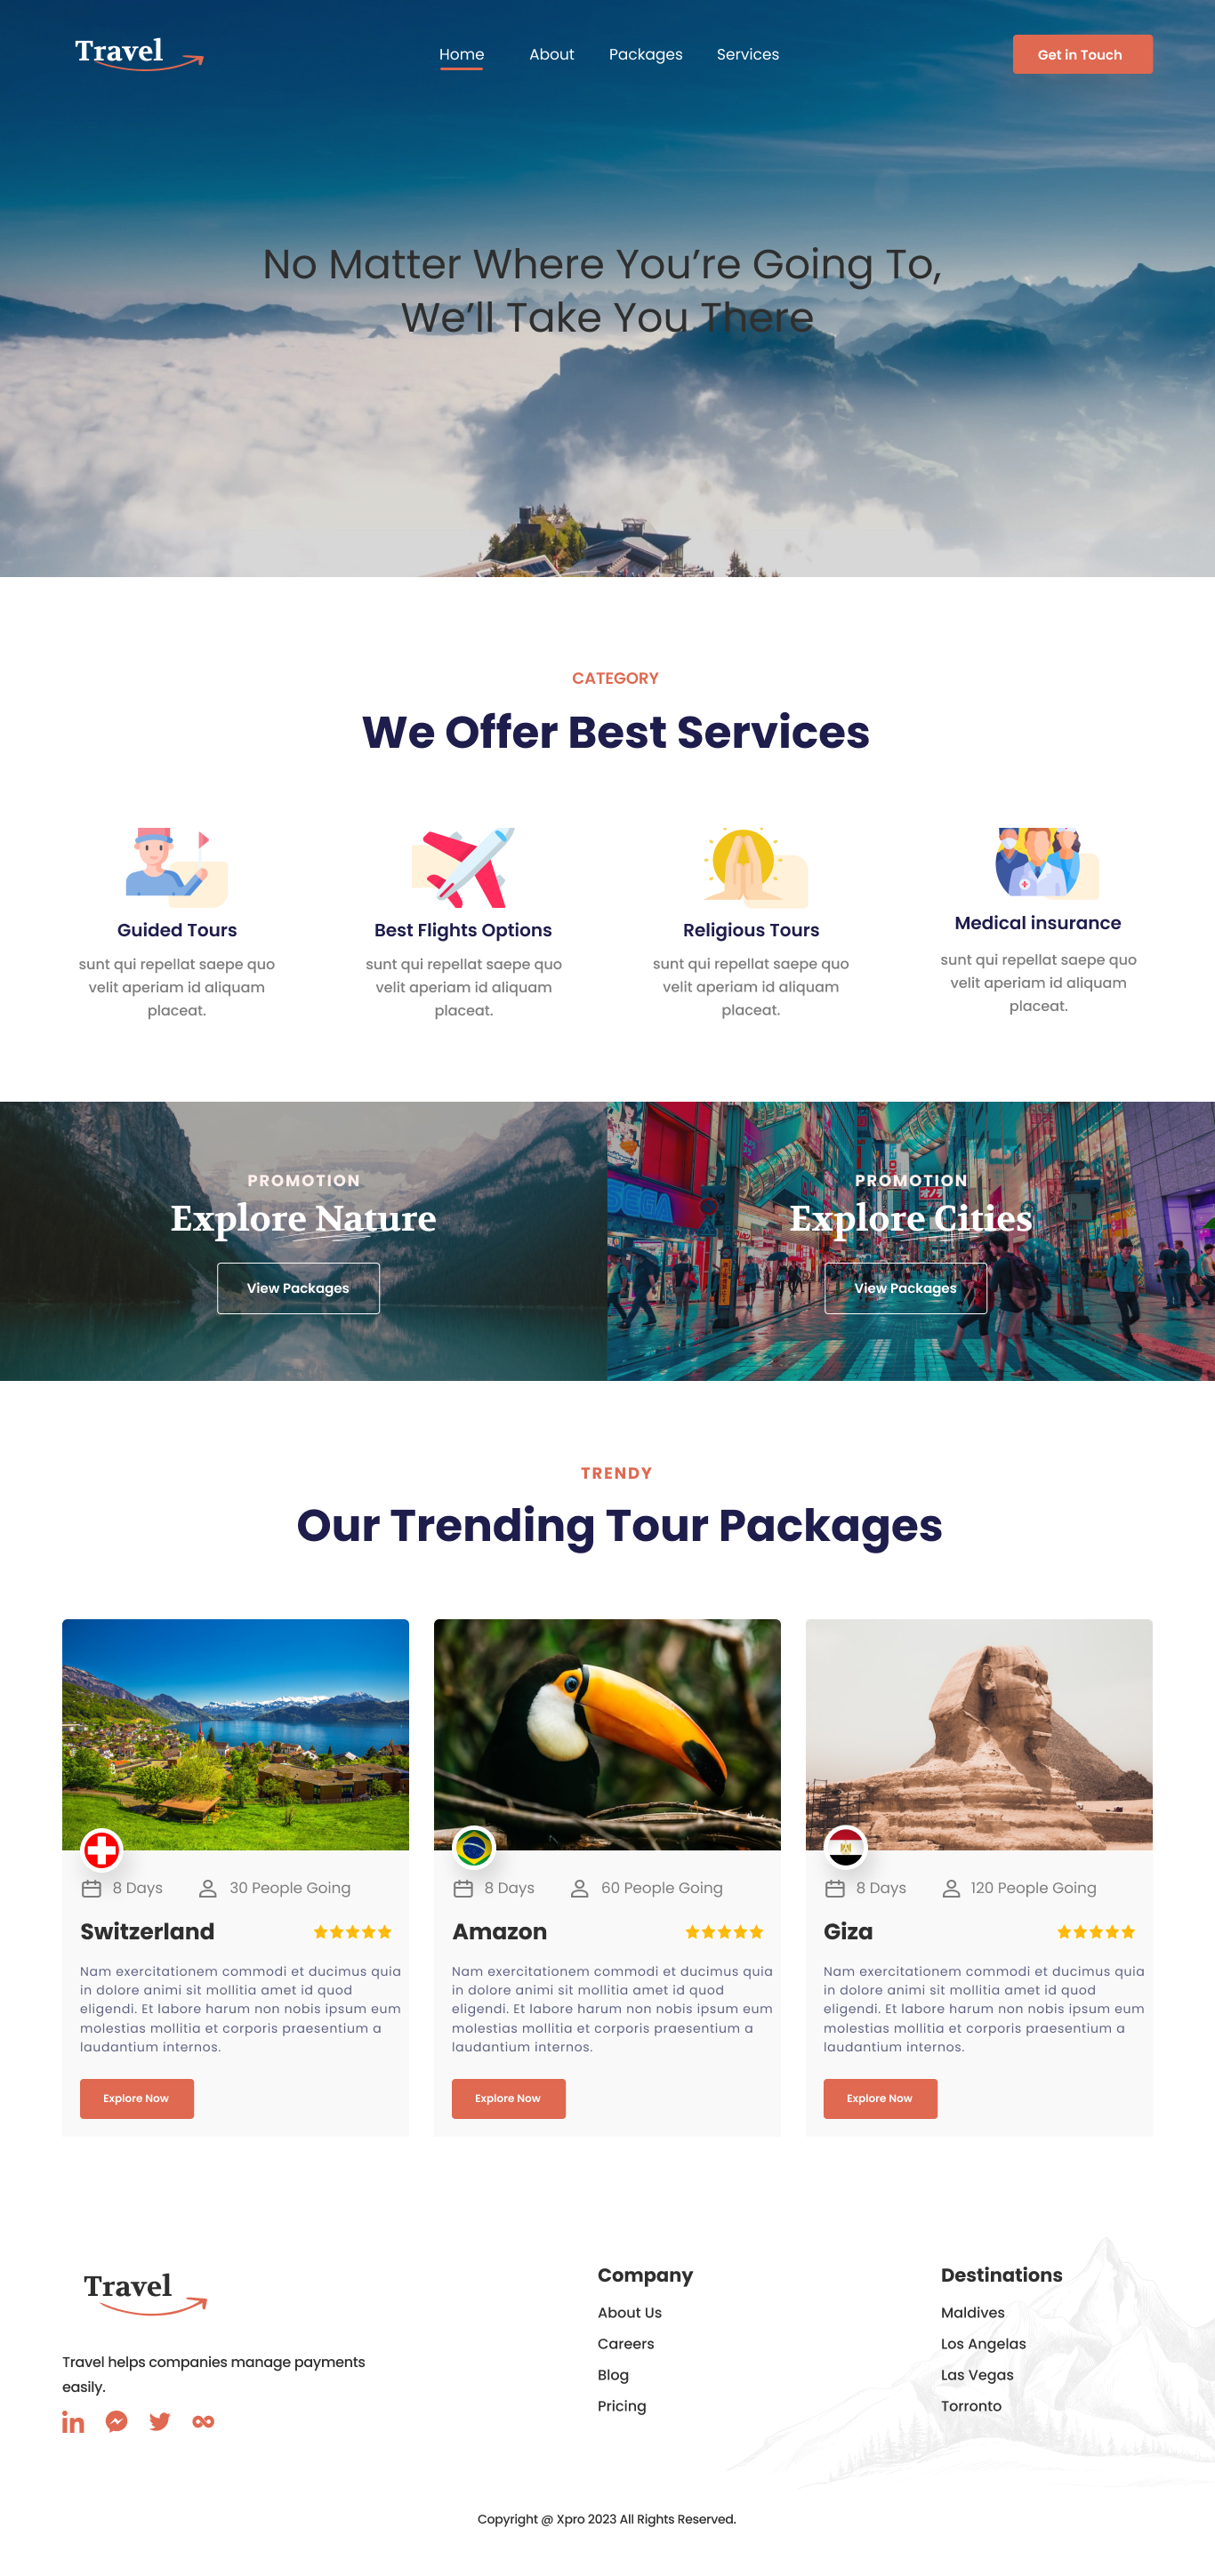 Travel
Home About Packages Services
Get in Touch
No Matter Where You’re Going To,
We’ll Take You There
CATEGORY
We Offer Best Services
Guided Tours
sunt qui repellat saepe quo
velit aperiam id aliquam
placeat.
Best Flights Options
sunt qui repellat saepe quo
velit aperiam id aliquam
placeat.
Religious Tours
sunt qui repellat saepe quo
velit aperiam id aliquam
placeat.
Medical insurance
sunt qui repellat saepe quo
velit aperiam id aliquam
placeat.
PROMOTION
Explore Nature
View Packages
SEGA
PROMOTION
Explore Cities
View Packages
TRENDY
Our Trending Tour Packages
8 Days 30 People Going
Switzerland
Nam exercitationem commodi et ducimus quia
in dolore animi sit mollitia amet id quod
eligendi. Et labore harum non nobis ipsum eum
molestias mollitia et corporis praesentium a
laudantium internos.
Explore Now
8 Days 60 People Going
Amazon
Nam exercitationem commodi et ducimus quia
in dolore animi sit mollitia amet id quod
eligendi. Et labore harum non nobis ipsum eum
molestias mollitia et corporis praesentium a
laudantium internos.
Explore Now
8 Days 120 People Going
Giza
Nam exercitationem commodi et ducimus quia
in dolore animi sit mollitia amet id quod
eligendi. Et labore harum non nobis ipsum eum
molestias mollitia et corporis praesentium a
laudantium internos.
Explore Now
Travel
Travel helps companies manage payments
easily.
in
Company
About Us
Careers
Blog
Pricing
Destinations
Maldives
Los Angelas
Las Vegas
Torronto
Copyright @ Xpro 2023 All Rights Reserved.